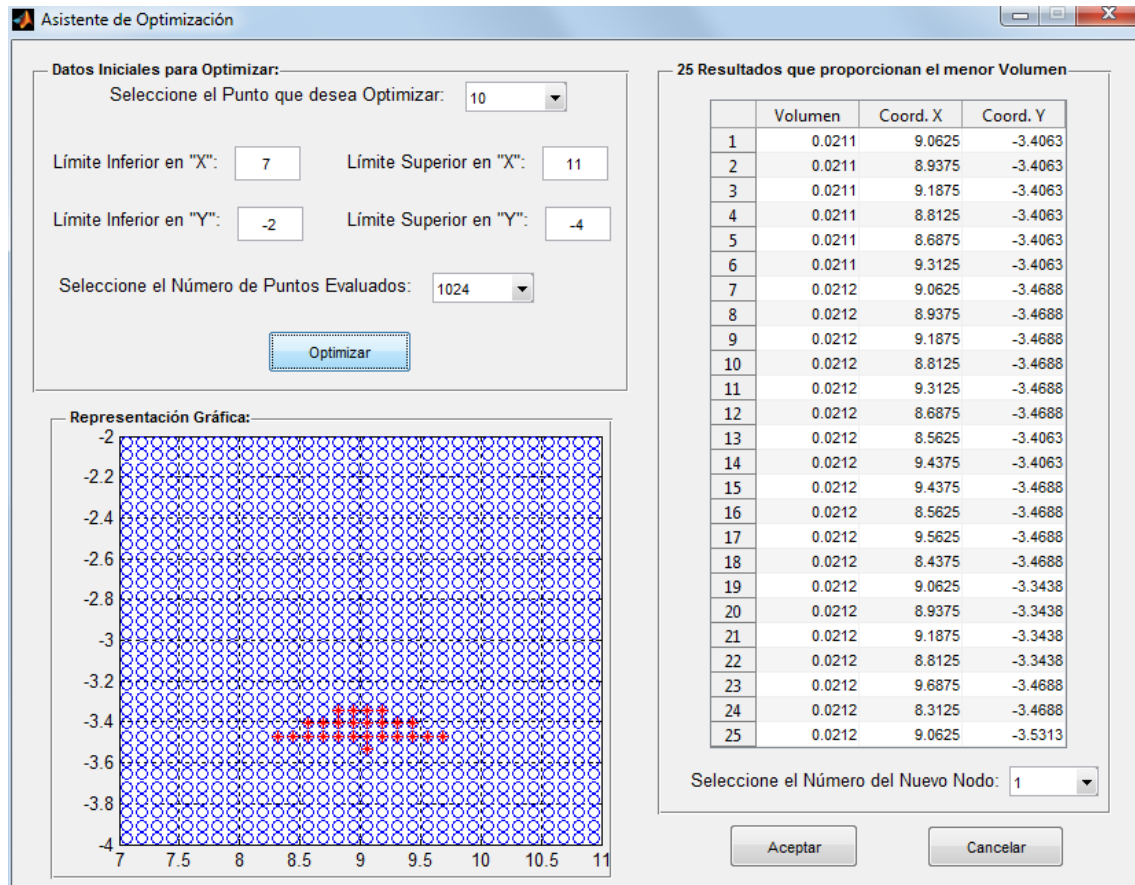 Asistente de Optimización
Datos Iniciales para Optimizar:
Seleccione el Punto que desea Optimizar: 10
Límite Inferior en "X": 7 Límite Superior en "X": 11
Límite Inferior en "Y": -2 Límite Superior en "Y": -4
Seleccione el Número de Puntos Evaluados: 1024
Optimizar
Representación Gráfica:
-2
-2.2
-2.4
-2.6
-2.8
-3
-3.2
-3.4
-3.6
-3.8
-4
7 7.5 8 8.5 9 9.5 10 10.5 11
25 Resultados que proporcionan el menor Volumen
Volumen Coord. X Coord. Y
1 0.0211 9.0625 -3.4063
2 0.0211 8.9375 -3.4063
3 0.0211 9.1875 -3.4063
4 0.0211 8.8125 -3.4063
5 0.0211 8.6875 -3.4063
6 0.0211 9.3125 -3.4063
7 0.0212 9.0625 -3.4688
8 0.0212 8.9375 -3.4688
9 0.0212 9.1875 -3.4688
10 0.0212 8.8125 -3.4688
11 0.0212 9.3125 -3.4688
12 0.0212 8.6875 -3.4688
13 0.0212 8.5625 -3.4063
14 0.0212 9.4375 -3.4063
15 0.0212 9.4375 -3.4688
16 0.0212 8.5625 -3.4688
17 0.0212 9.5625 -3.4688
18 0.0212 8.4375 -3.4688
19 0.0212 9.0625 -3.3438
20 0.0212 8.9375 -3.3438
21 0.0212 9.1875 -3.3438
22 0.0212 8.8125 -3.3438
23 0.0212 9.6875 -3.4688
24 0.0212 8.3125 -3.4688
25 0.0212 9.0625 -3.5313
Seleccione el Número del Nuevo Nodo: 1
Aceptar Cancelar